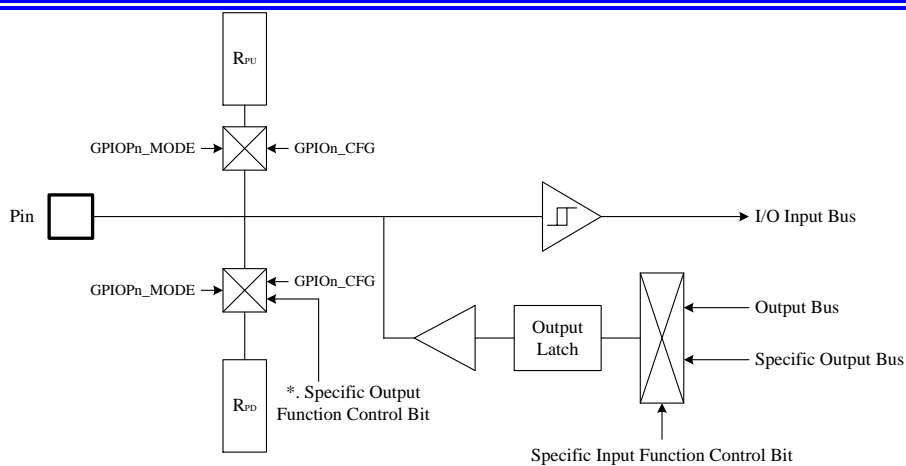 RPU
GPIOPn_MODE
GPIOn_CFG
Pin
I/O Input Bus
GPIOPn_MODE
GPIOn_CFG
Output Bus
Output
Latch
Specific Output Bus
RPD
*. Specific Output
Function Control Bit
Specific Input Function Control Bit